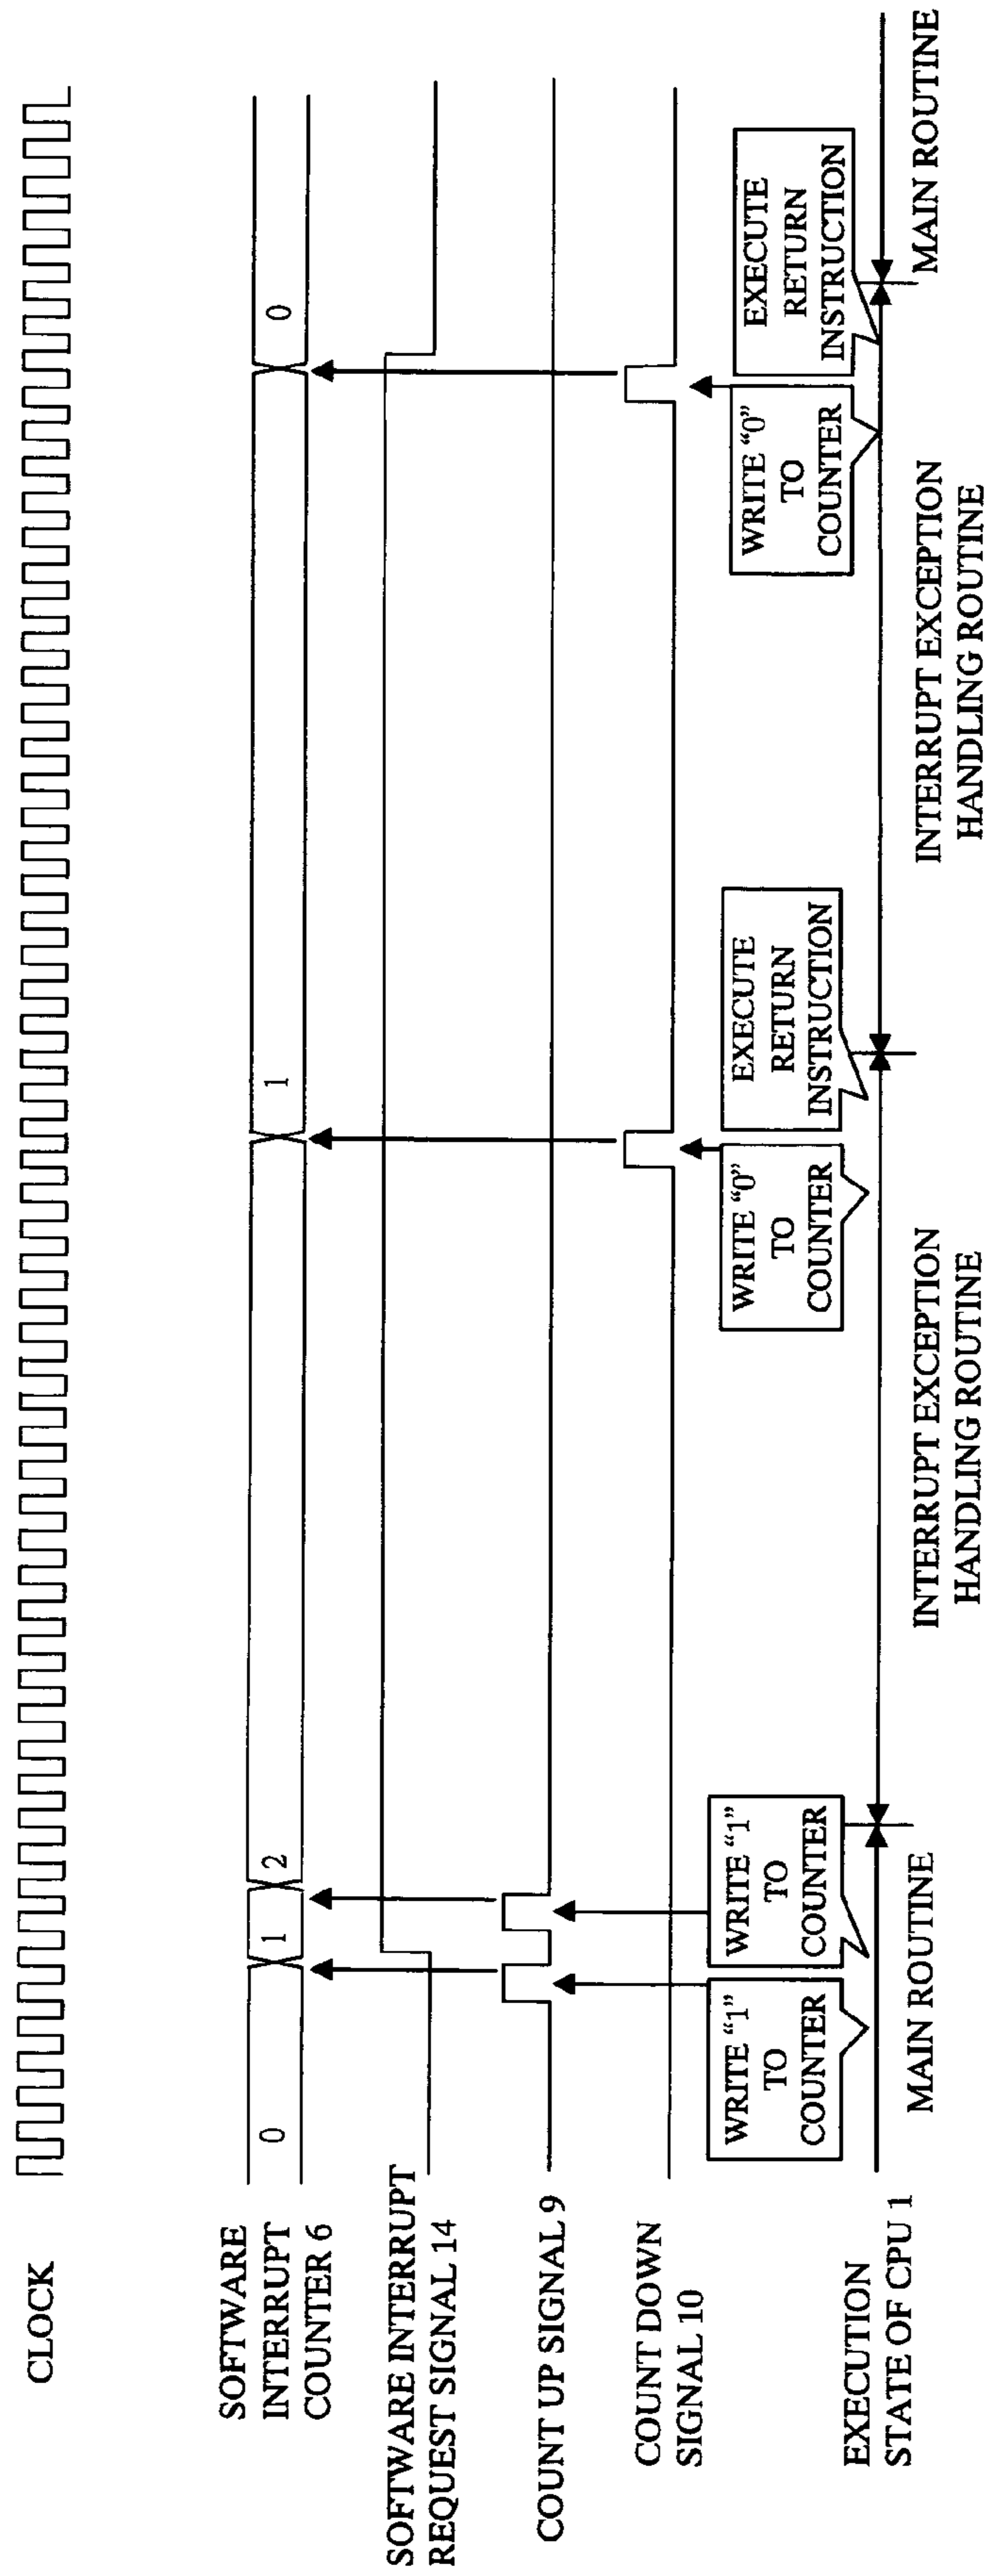 CLOCK
SOFTWARE
INTERRUPT
COUNTER 6
0
1
2
1
0
SOFTWARE INTERRUPT
REQUEST SIGNAL 14
COUNT UP SIGNAL 9
COUNT DOWN
SIGNAL 10
WRITE “1”
TO
COUNTER
WRITE “1”
TO
COUNTER
WRITE “0”
TO
COUNTER
EXECUTE
RETURN
INSTRUCTION
WRITE “0”
TO
COUNTER
EXECUTE
RETURN
INSTRUCTION
EXECUTION
STATE OF CPU 1
MAIN ROUTINE
INTERRUPT EXCEPTION
HANDLING ROUTINE
INTERRUPT EXCEPTION
HANDLING ROUTINE
MAIN ROUTINE